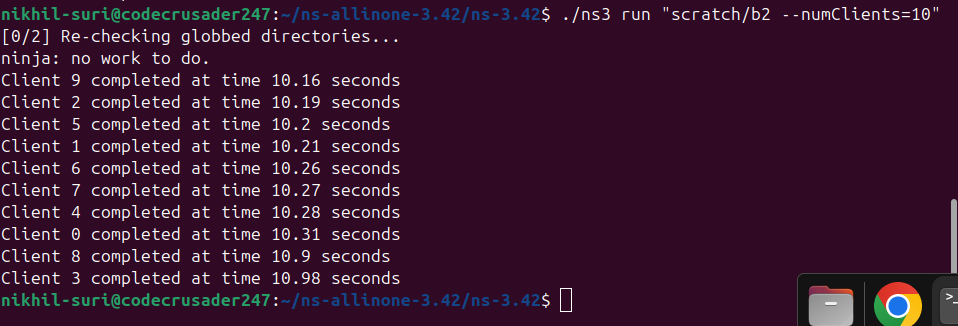 nikhil-suri@codecrusader247:~/ns-allinone-3.42/ns-3.42$ ./ns3 run "scratch/b2 --numClients=10"
[0/2] Re-checking globbed directories...
ninja: no work to do.
Client 9 completed at time 10.16 seconds
Client 2 completed at time 10.19 seconds
Client 5 completed at time 10.2 seconds
Client 1 completed at time 10.21 seconds
Client 6 completed at time 10.26 seconds
Client 7 completed at time 10.27 seconds
Client 4 completed at time 10.28 seconds
Client 0 completed at time 10.31 seconds
Client 8 completed at time 10.9 seconds
Client 3 completed at time 10.98 seconds
nikhil-suri@codecrusader247:~/ns-allinone-3.42/ns-3.42$